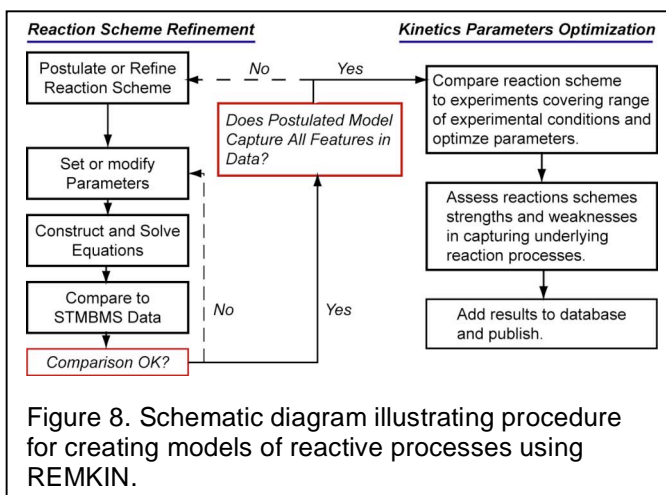 Reaction Scheme Refinement
Kinetics Parameters Optimization
Postulate or Refine
Reaction Scheme
No
Yes
Does Postulated Model
Capture All Features in
Data?
Set or modify
Parameters
Construct and Solve
Equations
Compare to
STMBMS Data
No
Yes
Comparison OK?
Compare reaction scheme
to experiments covering range
of experimental conditions and
optimze parameters.
Assess reactions schemes
strengths and weaknesses
in capturing underlying
reaction processes.
Add results to database
and publish.
Figure 8. Schematic diagram illustrating procedure
for creating models of reactive processes using
REMKIN.